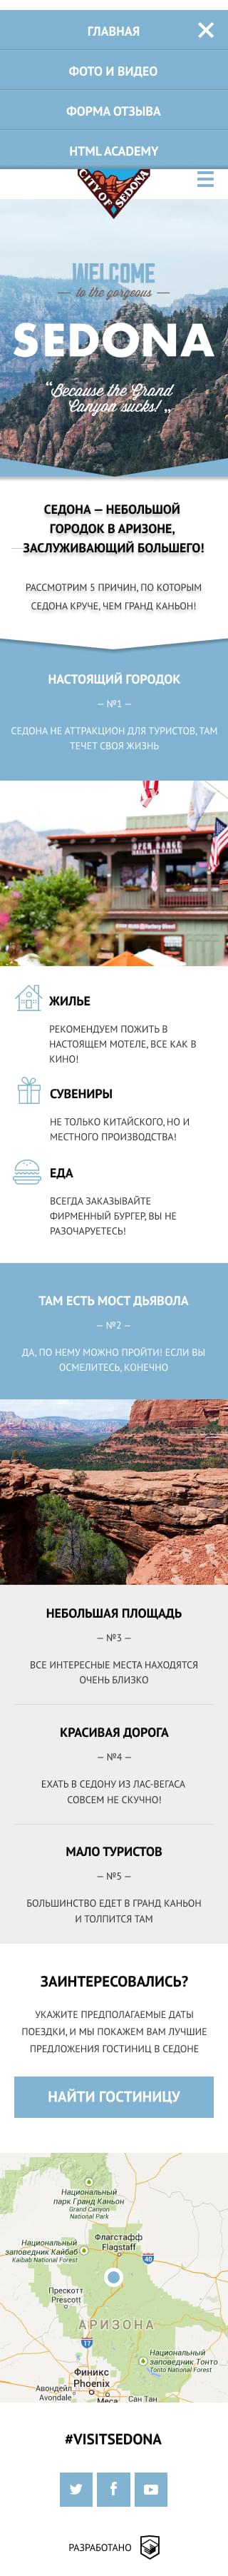 ГЛАВНАЯ
ФОТО И ВИДЕО
ФОРМА ОТЗЫВА
HTML ACADEMY
CITY OF SEDONA
WELCOME
— to the gorgeous —
SEDONA
“Because the Grand
Canyon sucks! „
СЕДОНА — НЕБОЛЬШОЙ
ГОРОДОК В АРИЗОНЕ,
ЗАСЛУЖИВАЮЩИЙ БОЛЬШЕГО!
РАССМОТРИМ 5 ПРИЧИН, ПО КОТОРЫМ
СЕДОНА КРУЧЕ, ЧЕМ ГРАНД КАНЬОН!
НАСТОЯЩИЙ ГОРОДОК
— №1 —
СЕДОНА НЕ АТТРАКЦИОН ДЛЯ ТУРИСТОВ, ТАМ
ТЕЧЕТ СВОЯ ЖИЗНЬ
OPEN RANGE
ЖИЛЬЕ
РЕКОМЕНДУЕМ ПОЖИТЬ В
НАСТОЯЩЕМ МОТЕЛЕ, ВСЕ КАК В
КИНО!
СУВЕНИРЫ
НЕ ТОЛЬКО КИТАЙСКОГО, НО И
МЕСТНОГО ПРОИЗВОДСТВА!
ЕДА
ВСЕГДА ЗАКАЗЫВАЙТЕ
ФИРМЕННЫЙ БУРГЕР, ВЫ НЕ
РАЗОЧАРУЕТЕСЬ!
ТАМ ЕСТЬ МОСТ ДЬЯВОЛА
— №2 —
ДА, ПО НЕМУ МОЖНО ПРОЙТИ! ЕСЛИ ВЫ
ОСМЕЛИТЕСЬ, КОНЕЧНО
НЕБОЛЬШАЯ ПЛОЩАДЬ
— №3 —
ВСЕ ИНТЕРЕСНЫЕ МЕСТА НАХОДЯТСЯ
ОЧЕНЬ БЛИЗКО
КРАСИВАЯ ДОРОГА
— №4 —
ЕХАТЬ В СЕДОНУ ИЗ ЛАС-ВЕГАСА
СОВСЕМ НЕ СКУЧНО!
МАЛО ТУРИСТОВ
— №5 —
БОЛЬШИНСТВО ЕДЕТ В ГРАНД КАНЬОН
И ТОЛПИТСЯ ТАМ
ЗАИНТЕРЕСОВАЛИСЬ?
УКАЖИТЕ ПРЕДПОЛАГАЕМЫЕ ДАТЫ
ПОЕЗДКИ, И МЫ ПОКАЖЕМ ВАМ ЛУЧШИЕ
ПРЕДЛОЖЕНИЯ ГОСТИНИЦ В СЕДОНЕ
НАЙТИ ГОСТИНИЦУ
Национальный
парк Гранд Каньон
Grand Canyon
National Park
Национальный
заповедник Кайбаб
Kaibab National Forest
Флагстафф
Flagstaff
40
Прескотт
Prescott
АРИЗОНА
17
Национальный
заповедник Тонто
Tonto National Forest
Финикс
Phoenix
Авондейл
Avondale
Меса
Сан Тан
#VISITSEDONA
РАЗРАБОТАНО